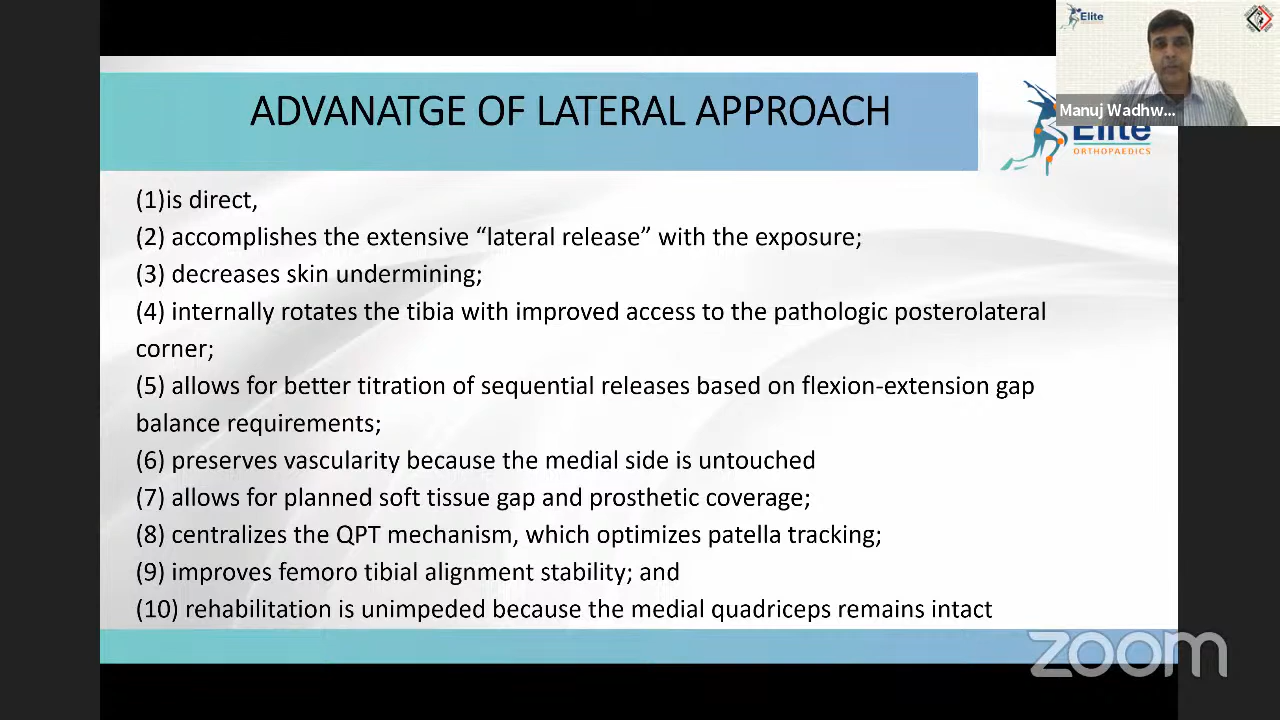 Elite
Manuj Wadhw...
ADVANATGE OF LATERAL APPROACH
Elite
ORTHOPAEDICS
(1)is direct,
(2) accomplishes the extensive “lateral release” with the exposure;
(3) decreases skin undermining;
(4) internally rotates the tibia with improved access to the pathologic posterolateral
corner;
(5) allows for better titration of sequential releases based on flexion-extension gap
balance requirements;
(6) preserves vascularity because the medial side is untouched
(7) allows for planned soft tissue gap and prosthetic coverage;
(8) centralizes the QPT mechanism, which optimizes patella tracking;
(9) improves femoro tibial alignment stability; and
(10) rehabilitation is unimpeded because the medial quadriceps remains intact
zoom